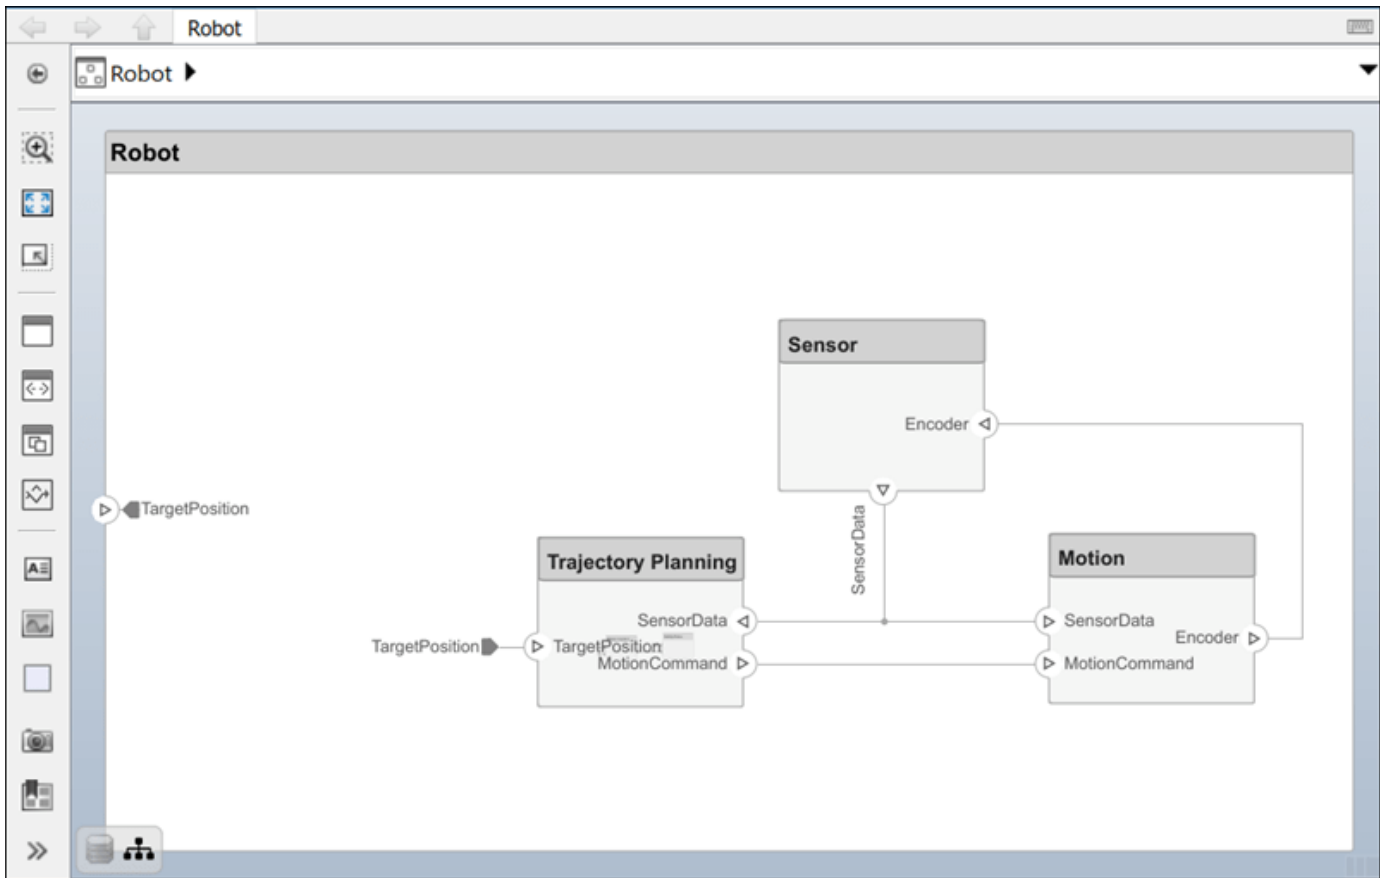 Robot
Robot
Robot
Sensor
Encoder
SensorData
TargetPosition
Trajectory Planning
SensorData
TargetPosition
TargetPosition
MotionCommand
Motion
SensorData
Encoder
MotionCommand